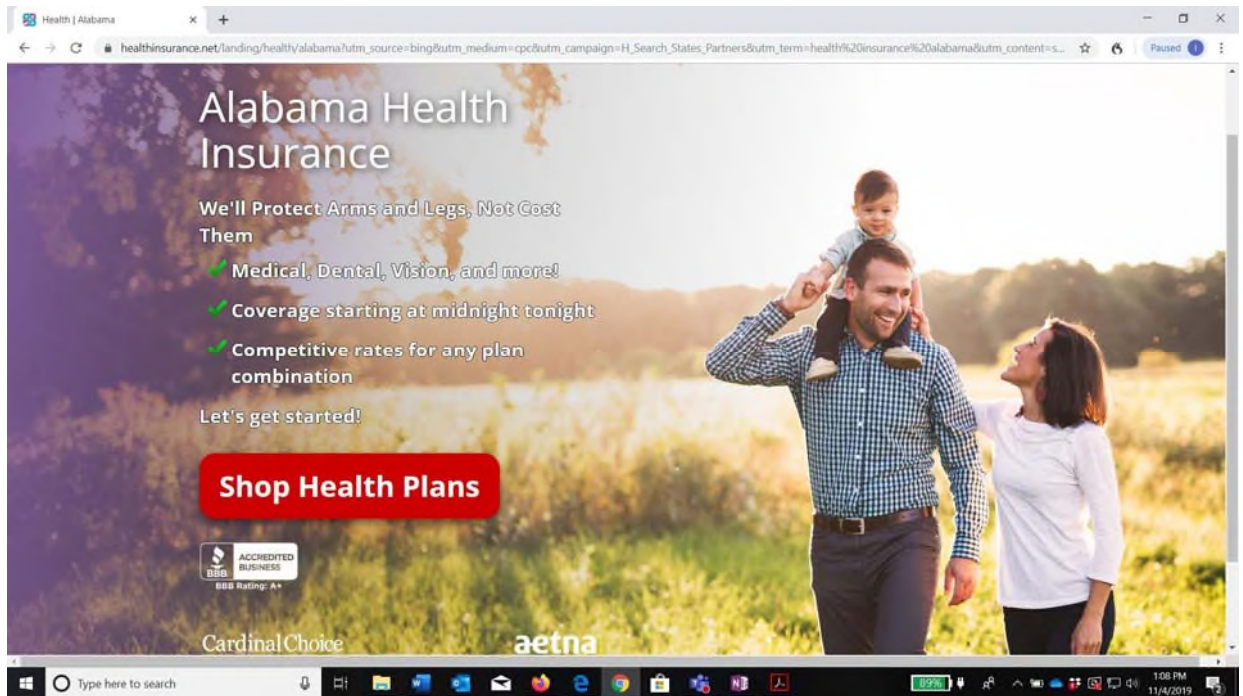 Health | Alabama
healthinsurance.net/landing/health/alabama?utm_source=bing&utm_medium=cpc&utm_campaign=H_Search_States_Partners&utm_term=health%20insurance%20alabama&utm_content=s...
Paused
Alabama Health
Insurance
We'll Protect Arms and Legs, Not Cost
Them
Medical, Dental, Vision, and more!
Coverage starting at midnight tonight
Competitive rates for any plan
combination
Let's get started!
Shop Health Plans
BBB
ACCREDITED
BUSINESS
BBB Rating: A+
CardinalChoice
aetna
Type here to search
89%
1:08 PM
11/4/2019